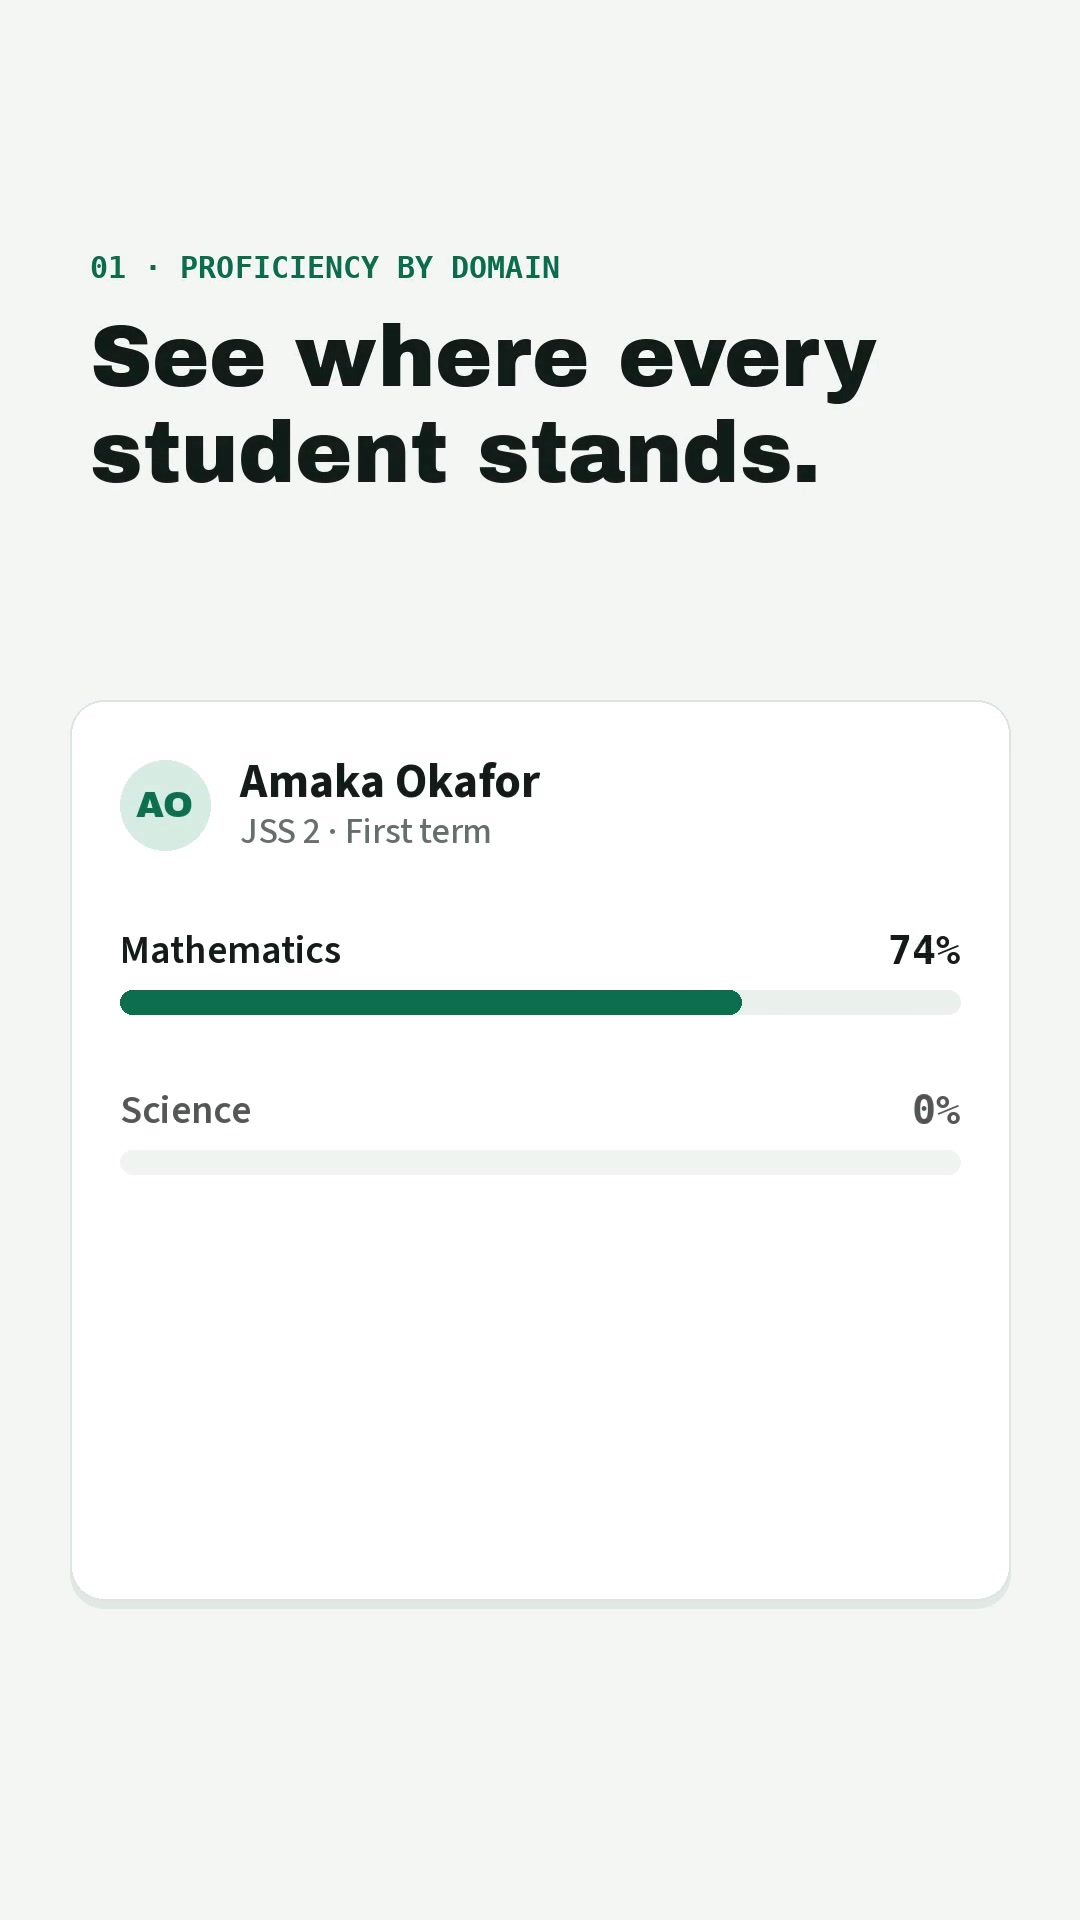 01 · PROFICIENCY BY DOMAIN
See where every
student stands.
AO
Amaka Okafor
JSS 2 · First term
Mathematics 74%
Science 0%